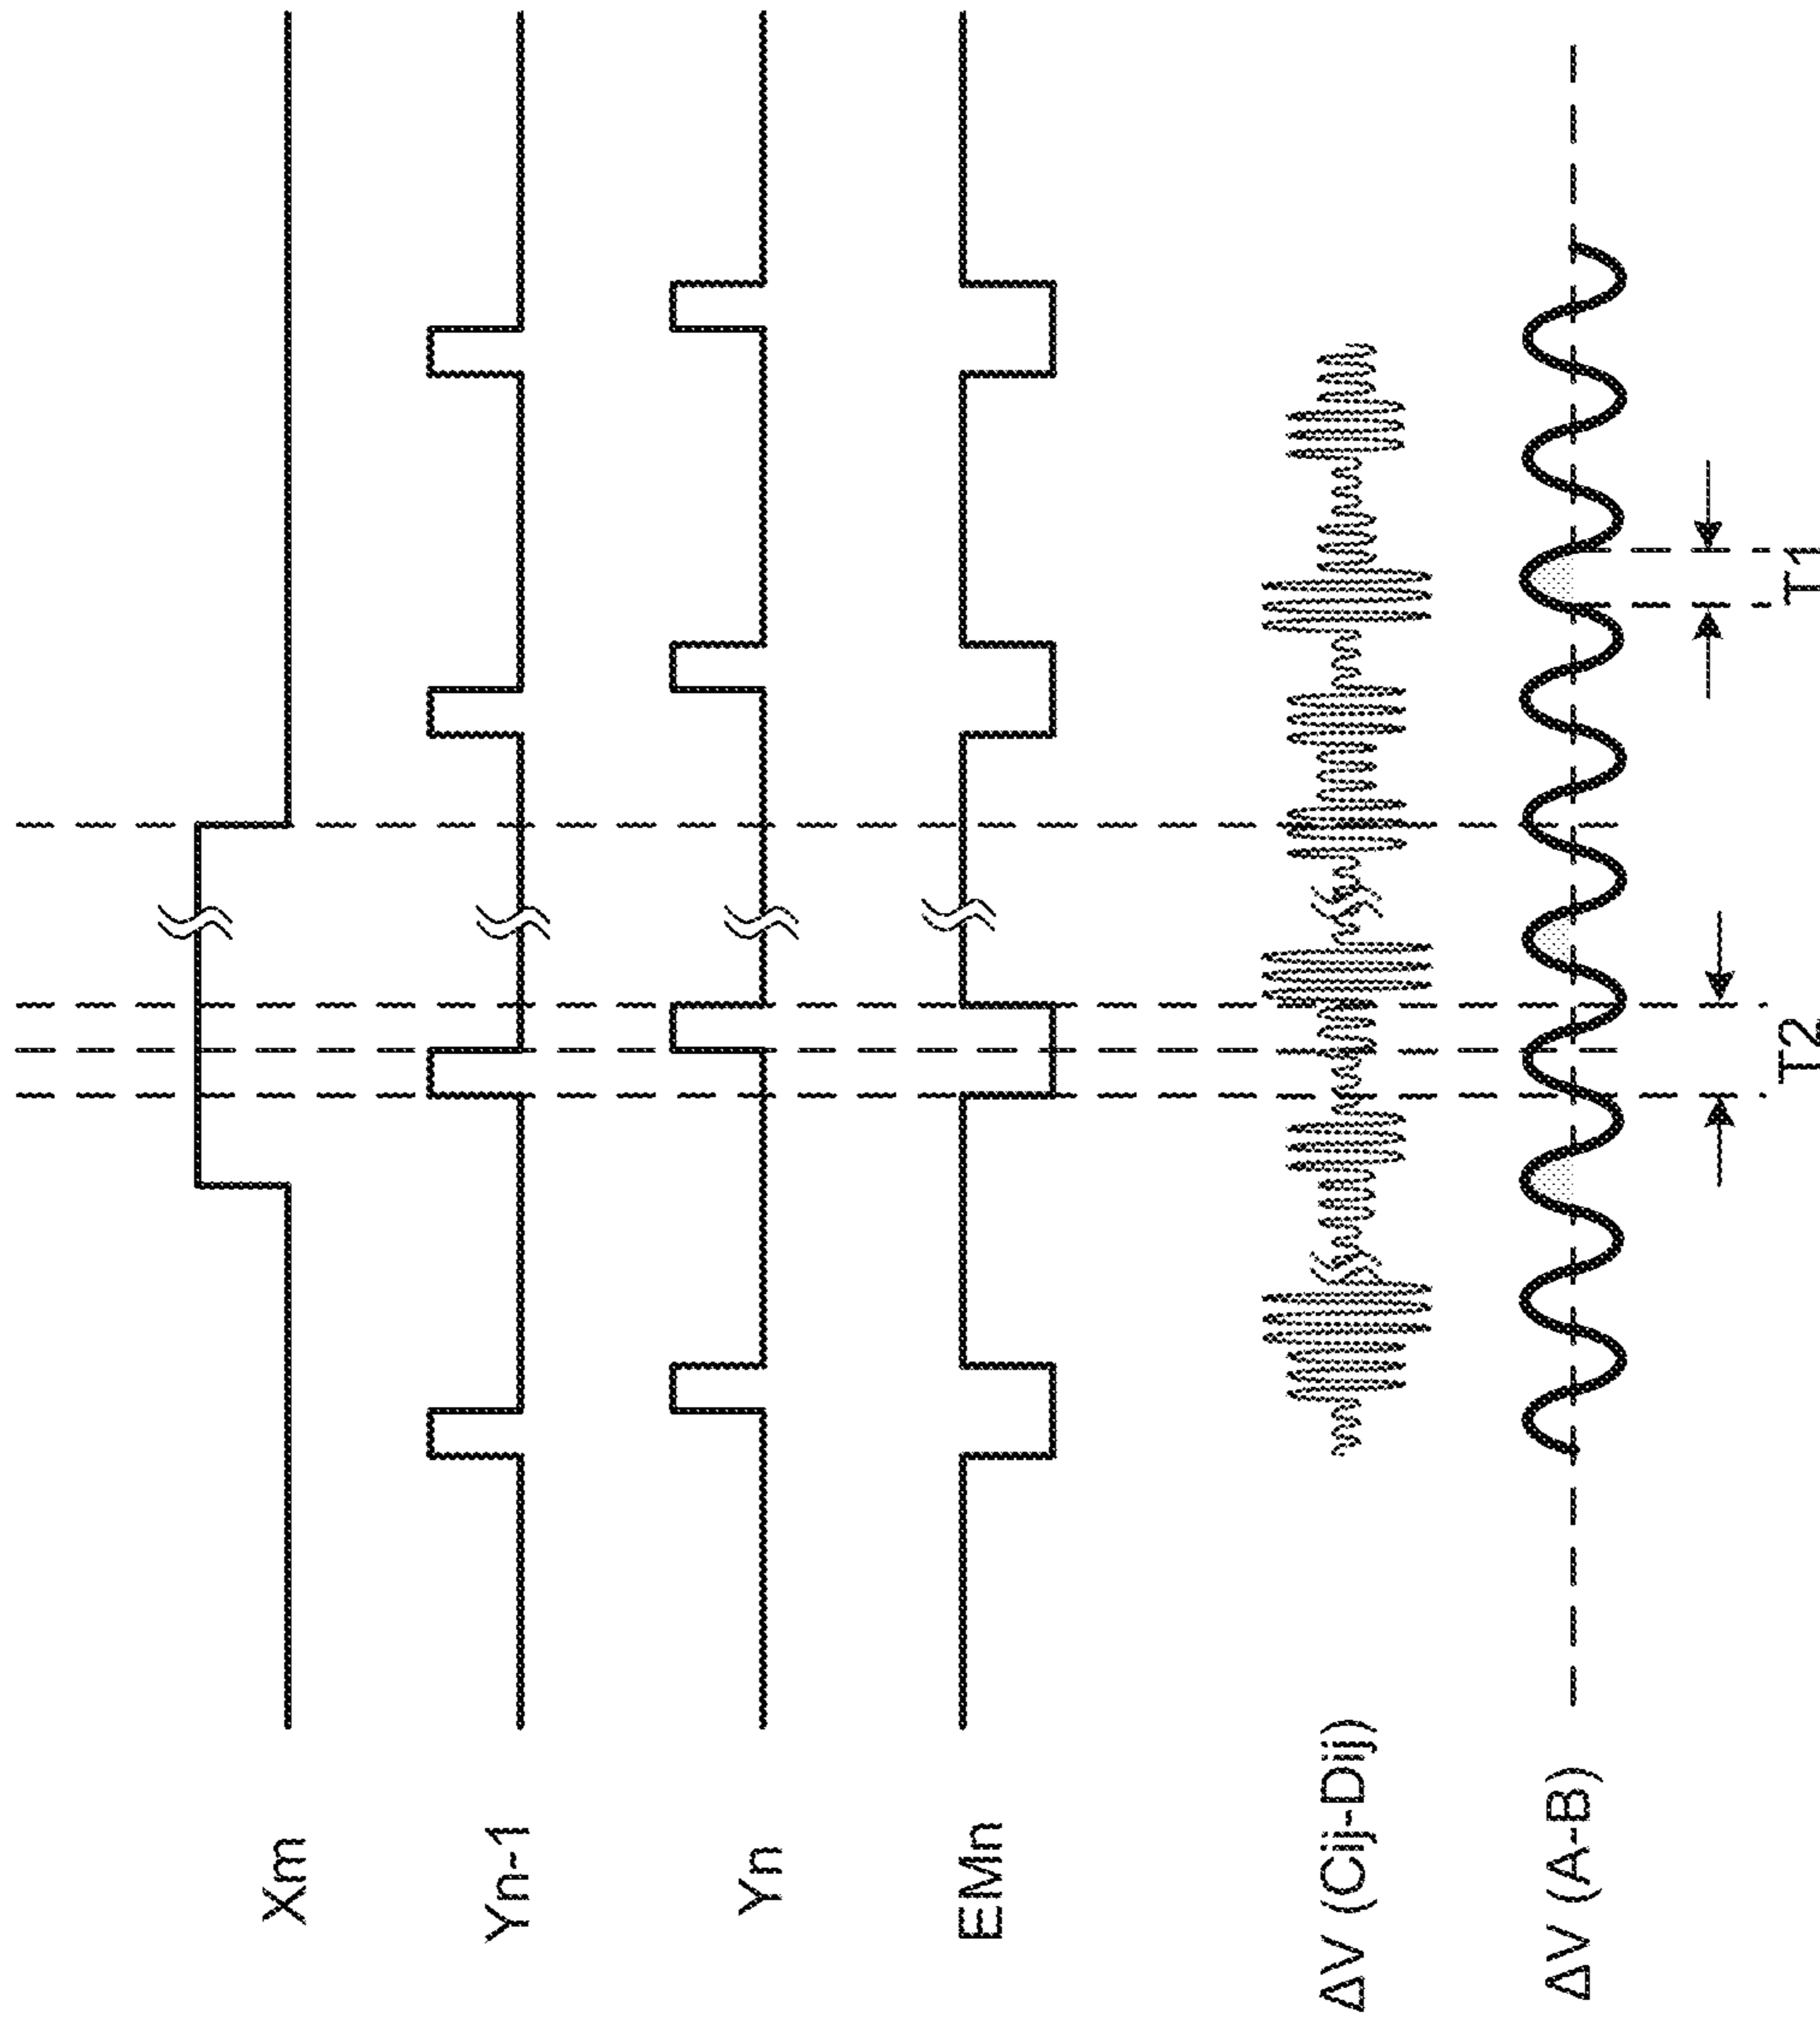 Xm
Yn-1
Yn
EMn
ΔV (Cij-Dij)
ΔV (A-B)
T2
T1